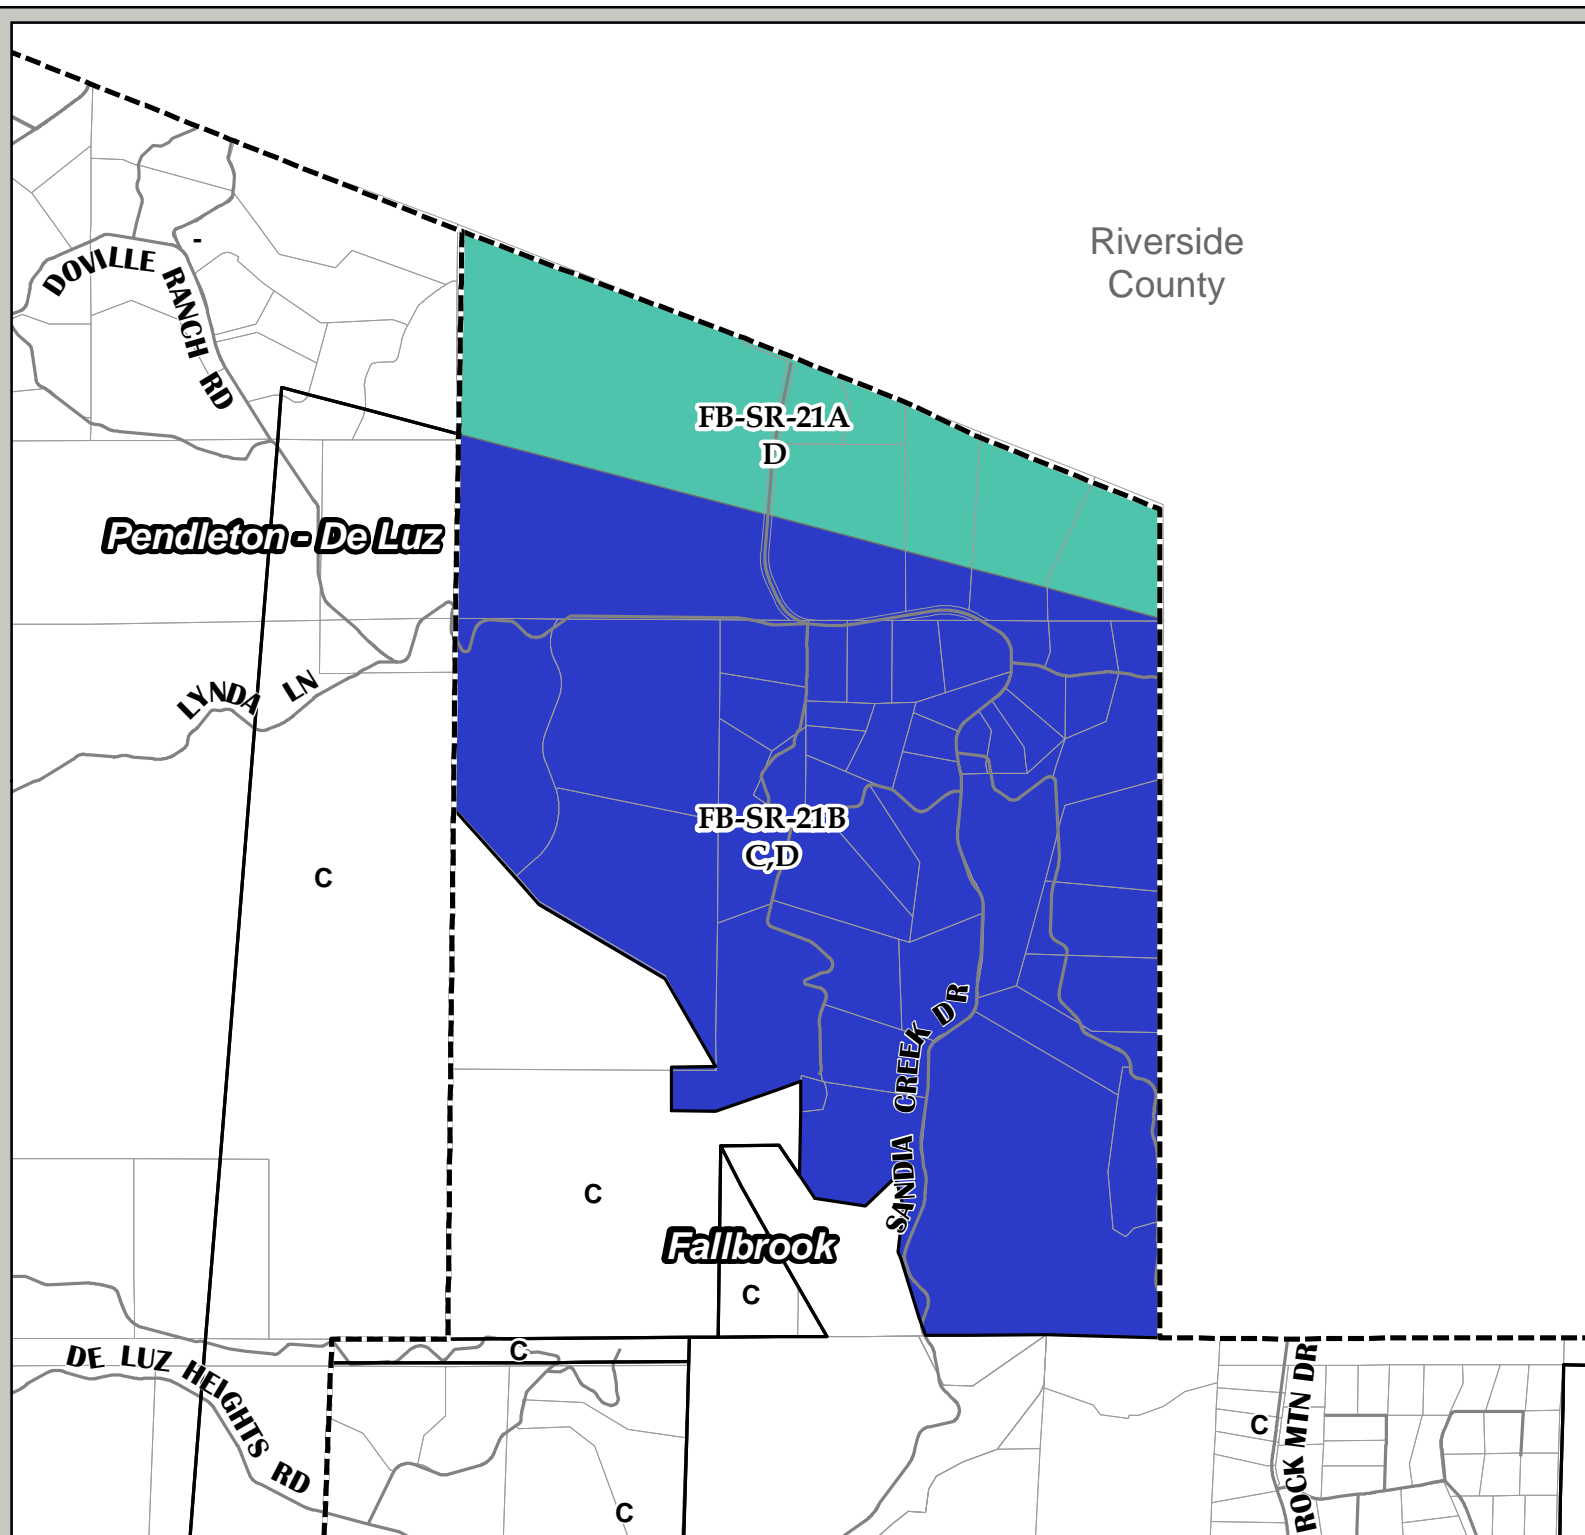 Riverside
County
DOVILLE RANCH RD
FB-SR-21A
D
Pendleton - De Luz
LYNDA LN
FB-SR-21B
C,D
C
SANDIA CREEK DR
C
Fallbrook
C
C
DE LUZ HEIGHTS RD
ROCK MTN DR
C
C